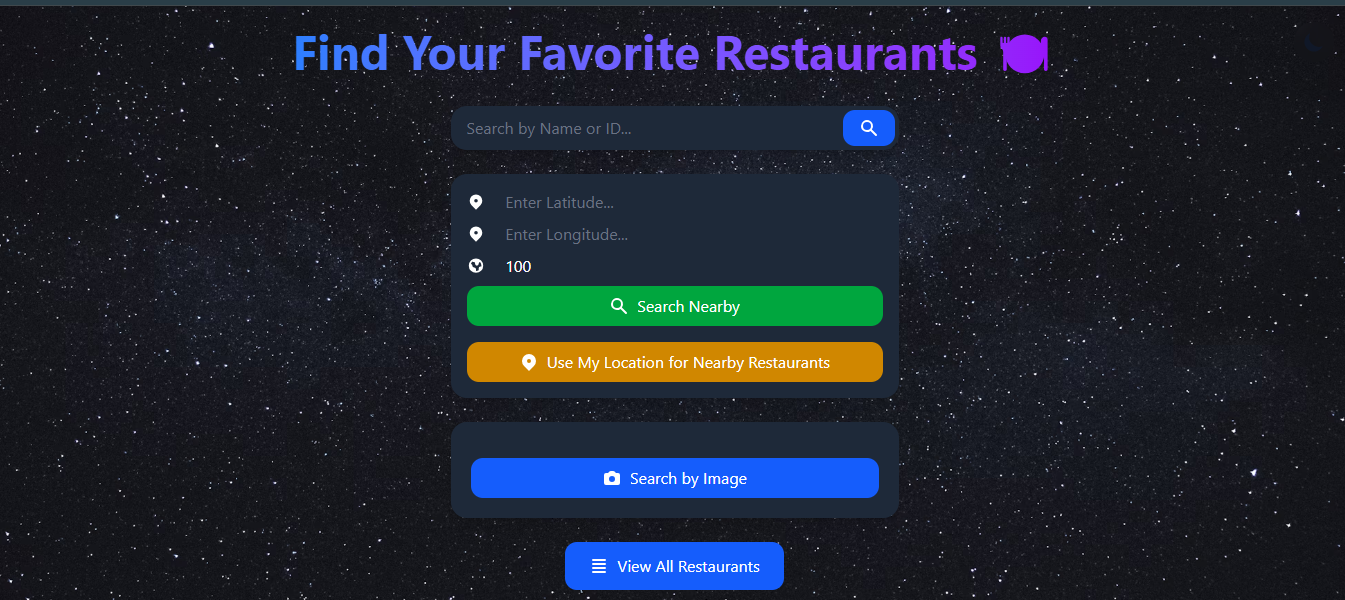 Find Your Favorite Restaurants 🍽
Search by Name or ID...
Enter Latitude...
Enter Longitude...
100
Search Nearby
Use My Location for Nearby Restaurants
Search by Image
View All Restaurants